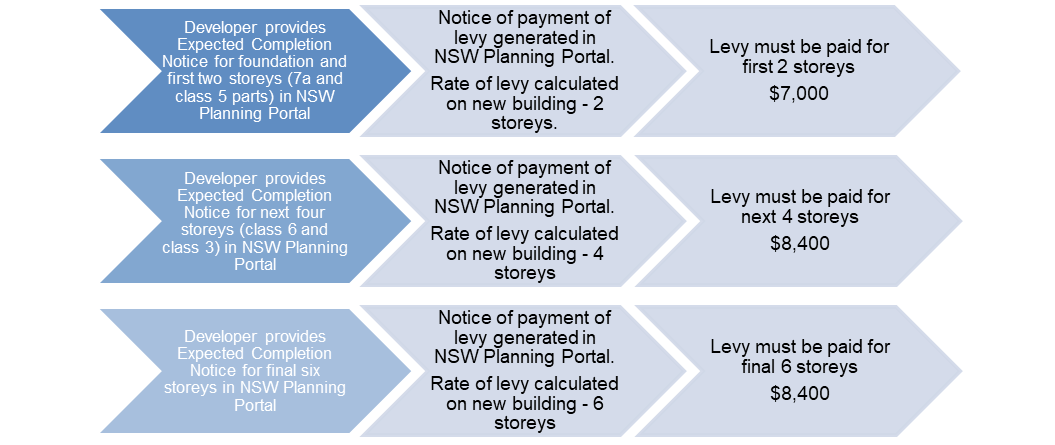 Developer provides
Expected Completion
Notice for foundation and
first two storeys (7a and
class 5 parts) in NSW
Planning Portal
Notice of payment of
levy generated in
NSW Planning Portal.
Rate of levy calculated
on new building - 2
storeys.
Levy must be paid for
first 2 storeys
$7,000
Developer provides
Expected Completion
Notice for next four
storeys (class 6 and
class 3) in NSW Planning
Portal
Notice of payment of
levy generated in
NSW Planning Portal.
Rate of levy calculated
on new building - 4
storeys
Levy must be paid for
next 4 storeys
$8,400
Developer provides
Expected Completion
Notice for final six
storeys in NSW Planning
Portal
Notice of payment of
levy generated in
NSW Planning Portal.
Rate of levy calculated
on new building - 6
storeys
Levy must be paid for
final 6 storeys
$8,400